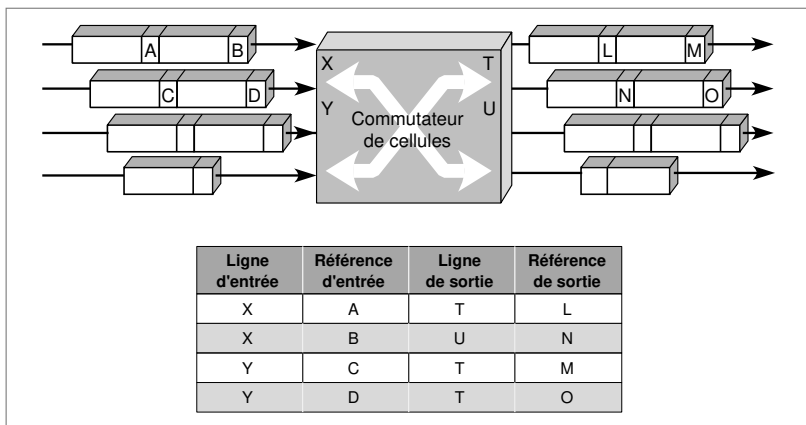 A B
X T
L M
C D
Y U
N O
Commutateur
de cellules
Ligne d'entrée Référence d'entrée Ligne de sortie Référence de sortie
X A T L
X B U N
Y C T M
Y D T O